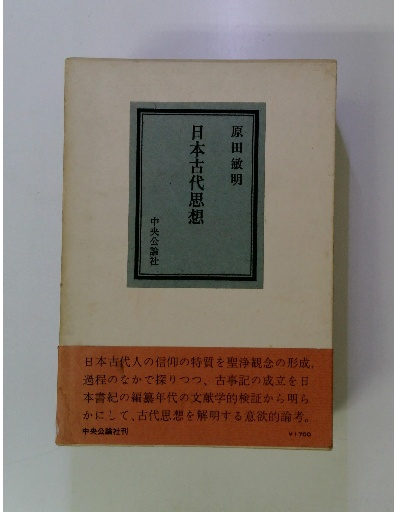 原田敏明
日本古代思想
中央公論社
日本古代人の信仰の特質を聖浄観念の形成
過程のなかで探りつつ、古事記の成立を日
本書紀の編纂年代の文献学的検証から明ら
かにして、古代思想を解明する意欲的論考。
中央公論社刊
¥1900